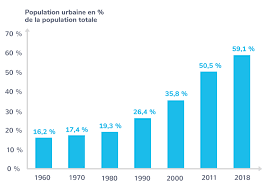 Population urbaine en %
de la population totale
70 %
60 %
50 %
40 %
30 %
20 %
10 %
0 %
16,2 % 17,4 % 19,3 % 26,4 % 35,8 % 50,5 % 59,1 %
1960 1970 1980 1990 2000 2011 2018